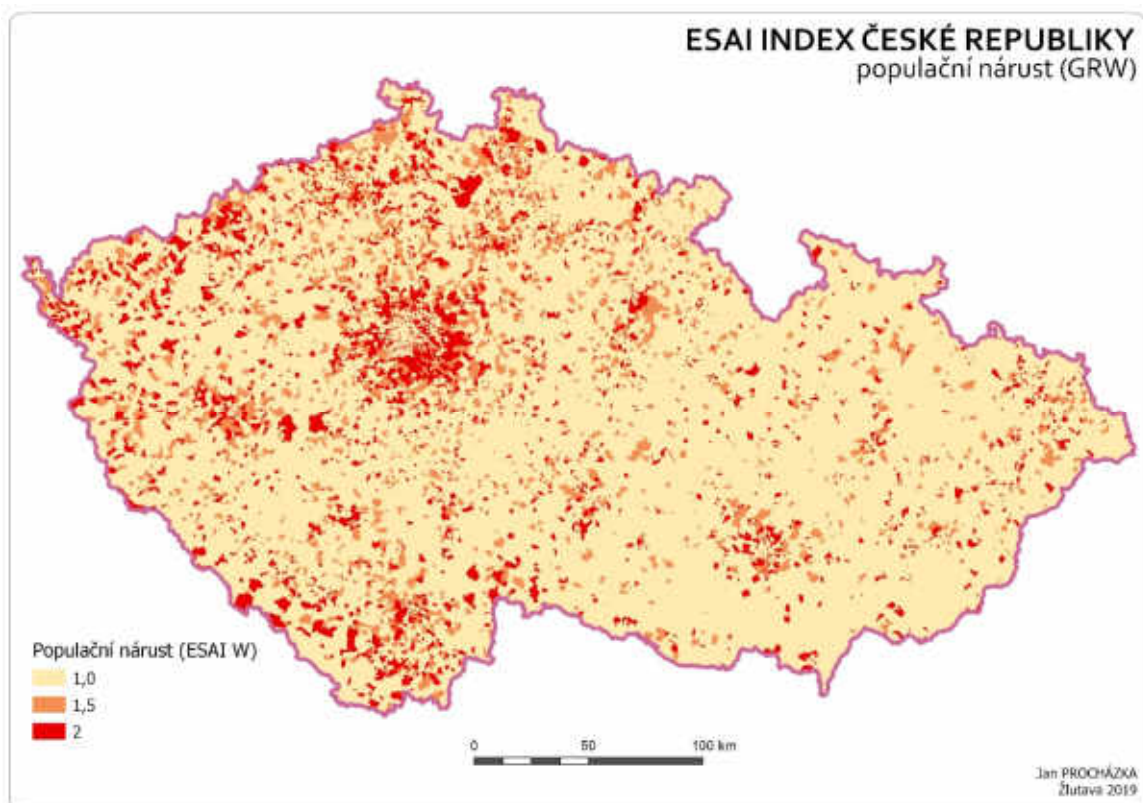 ESAI INDEX ČESKÉ REPUBLIKY
populační nárust (GRW)
Populační nárust (ESAI W)
1,0
1,5
2
0 50 100 km
Jan PROCHÁZKA
Žlutava 2019